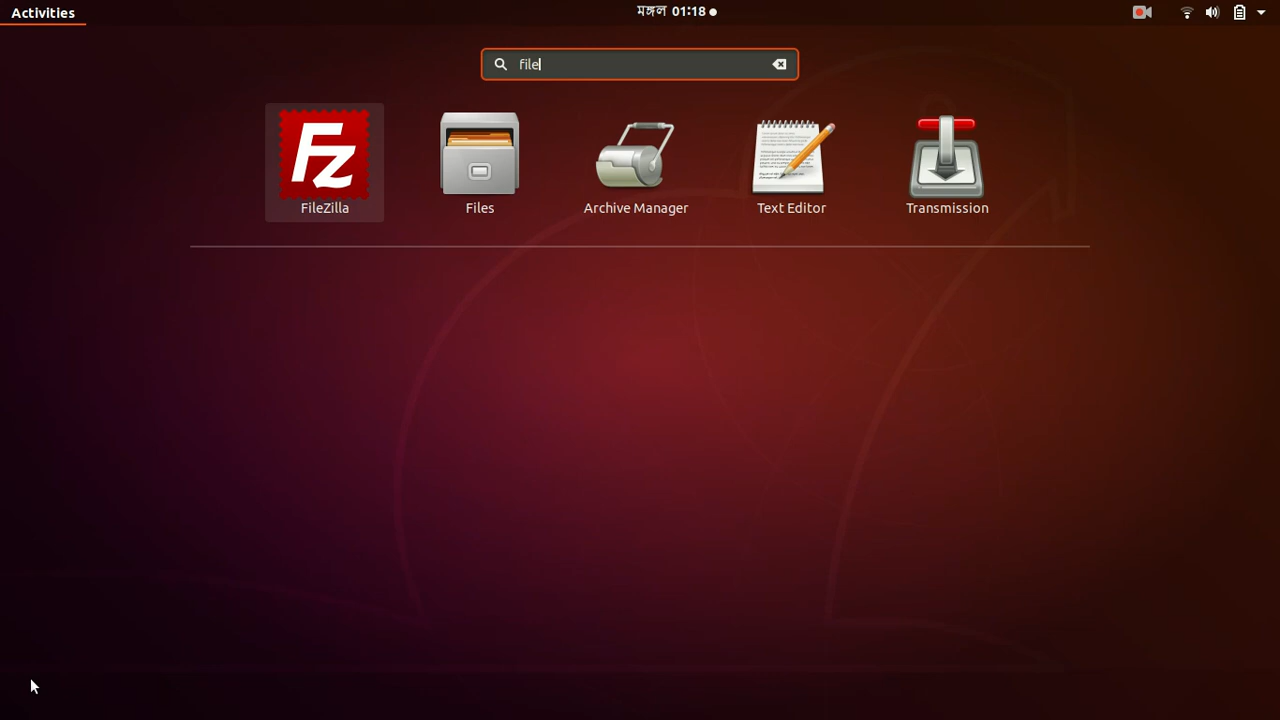 Activities
মঙ্গল 01:18
file
FileZilla
Files
Archive Manager
Text Editor
Transmission